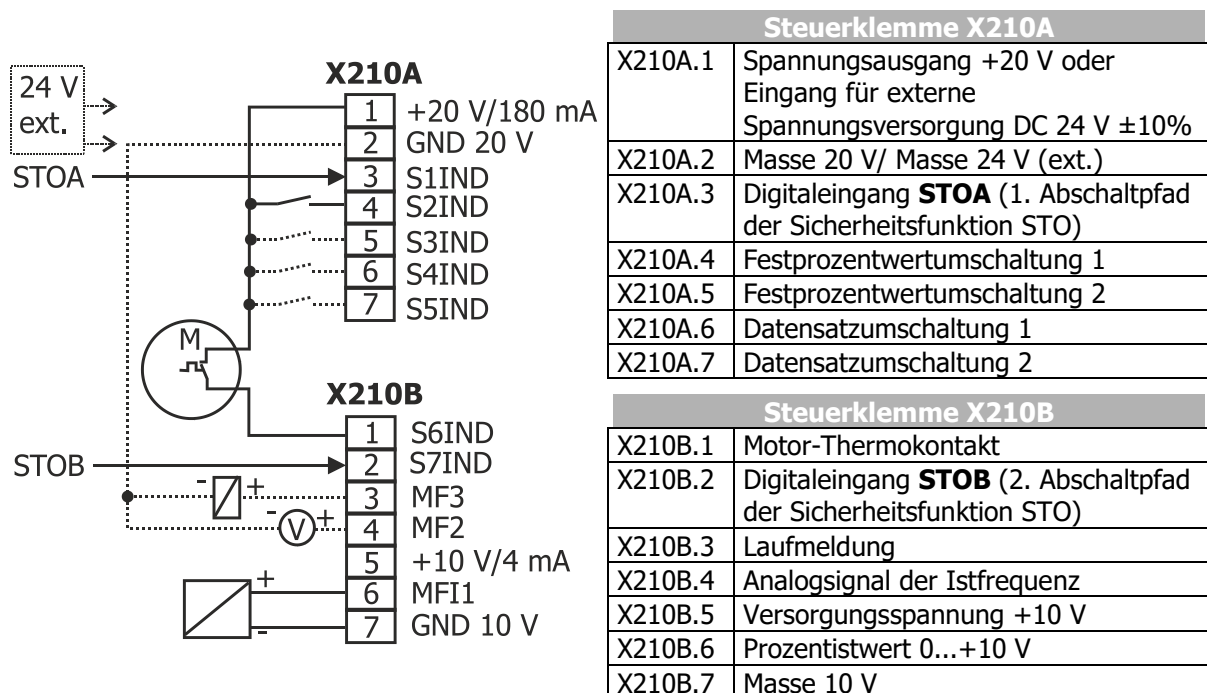 24 V
ext.
STOA
X210A
1 +20 V/180 mA
2 GND 20 V
3 S1IND
4 S2IND
5 S3IND
6 S4IND
7 S5IND
M
X210B
1 S6IND
STOB
2 S7IND
- + 3 MF3
- V + 4 MF2
5 +10 V/4 mA
+ 6 MFI1
- 7 GND 10 V
Steuerklemme X210A
X210A.1 Spannungsausgang +20 V oder
Eingang für externe
Spannungsversorgung DC 24 V ±10%
X210A.2 Masse 20 V/ Masse 24 V (ext.)
X210A.3 Digitaleingang STOA (1. Abschaltpfad
der Sicherheitsfunktion STO)
X210A.4 Festprozentwertumschaltung 1
X210A.5 Festprozentwertumschaltung 2
X210A.6 Datensatzumschaltung 1
X210A.7 Datensatzumschaltung 2
Steuerklemme X210B
X210B.1 Motor-Thermokontakt
X210B.2 Digitaleingang STOB (2. Abschaltpfad
der Sicherheitsfunktion STO)
X210B.3 Laufmeldung
X210B.4 Analogsignal der Istfrequenz
X210B.5 Versorgungsspannung +10 V
X210B.6 Prozentistwert 0...+10 V
X210B.7 Masse 10 V